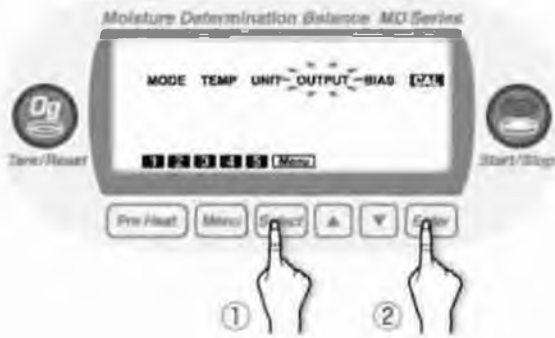 Moisture Determination Balance MD Series
MODE TEMP UNIT OUTPUT BIAS CAL
0g
Tare/Reset
Start/Stop
1 2 3 4 5 Menu
Pre Heat Menu Select ▲ ▼ Enter
① ②